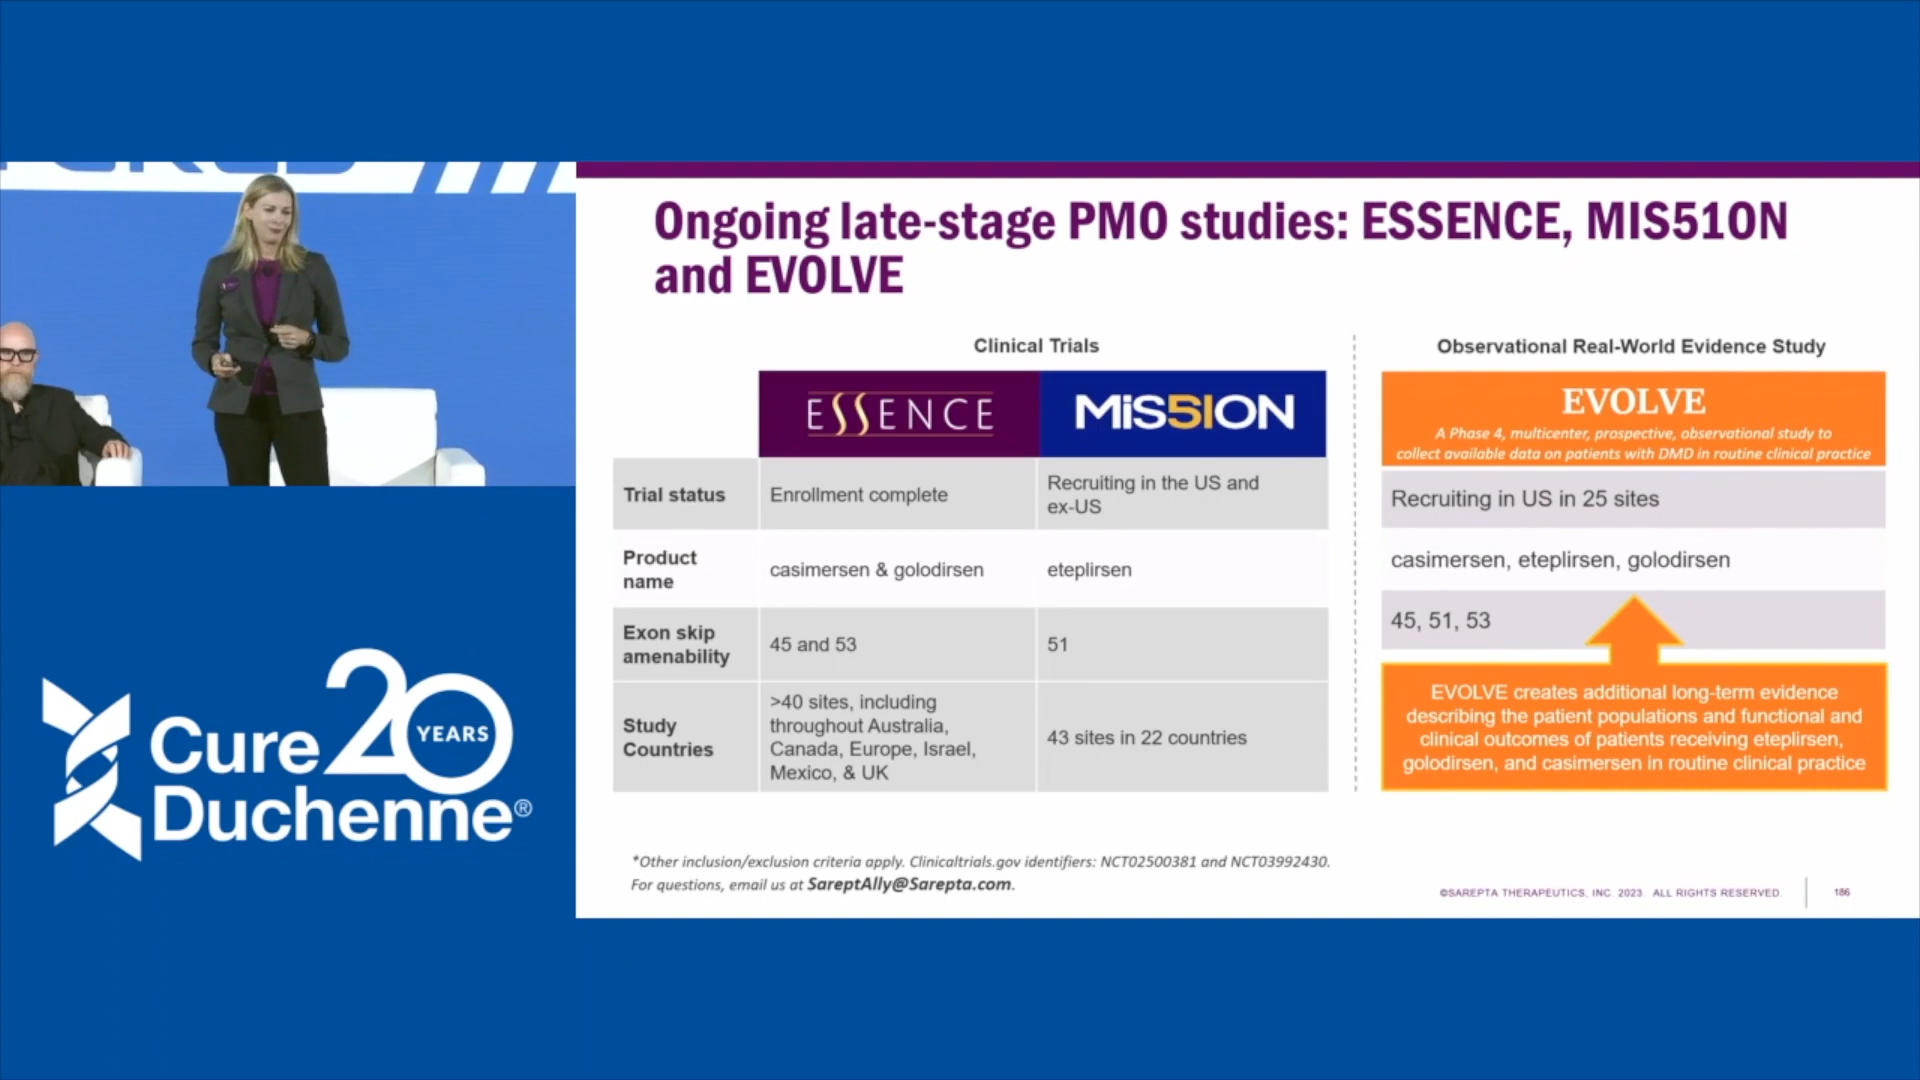 Ongoing late-stage PMO studies: ESSENCE, MIS51ON
and EVOLVE
Clinical Trials
ESSENCE
MiS51ON
Trial status
Enrollment complete
Recruiting in the US and
ex-US
Product
name
casimersen & golodirsen
eteplirsen
Exon skip
amenability
45 and 53
51
Study
Countries
>40 sites, including
throughout Australia,
Canada, Europe, Israel,
Mexico, & UK
43 sites in 22 countries
Observational Real-World Evidence Study
EVOLVE
A Phase 4, multicenter, prospective, observational study to
collect available data on patients with DMD in routine clinical practice
Recruiting in US in 25 sites
casimersen, eteplirsen, golodirsen
45, 51, 53
EVOLVE creates additional long-term evidence
describing the patient populations and functional and
clinical outcomes of patients receiving eteplirsen,
golodirsen, and casimersen in routine clinical practice
*Other inclusion/exclusion criteria apply. Clinicaltrials.gov identifiers: NCT02500381 and NCT03992430.
For questions, email us at SareptAlly@Sarepta.com.
©SAREPTA THERAPEUTICS, INC. 2023. ALL RIGHTS RESERVED.
186
20
YEARS
Cure
Duchenne®